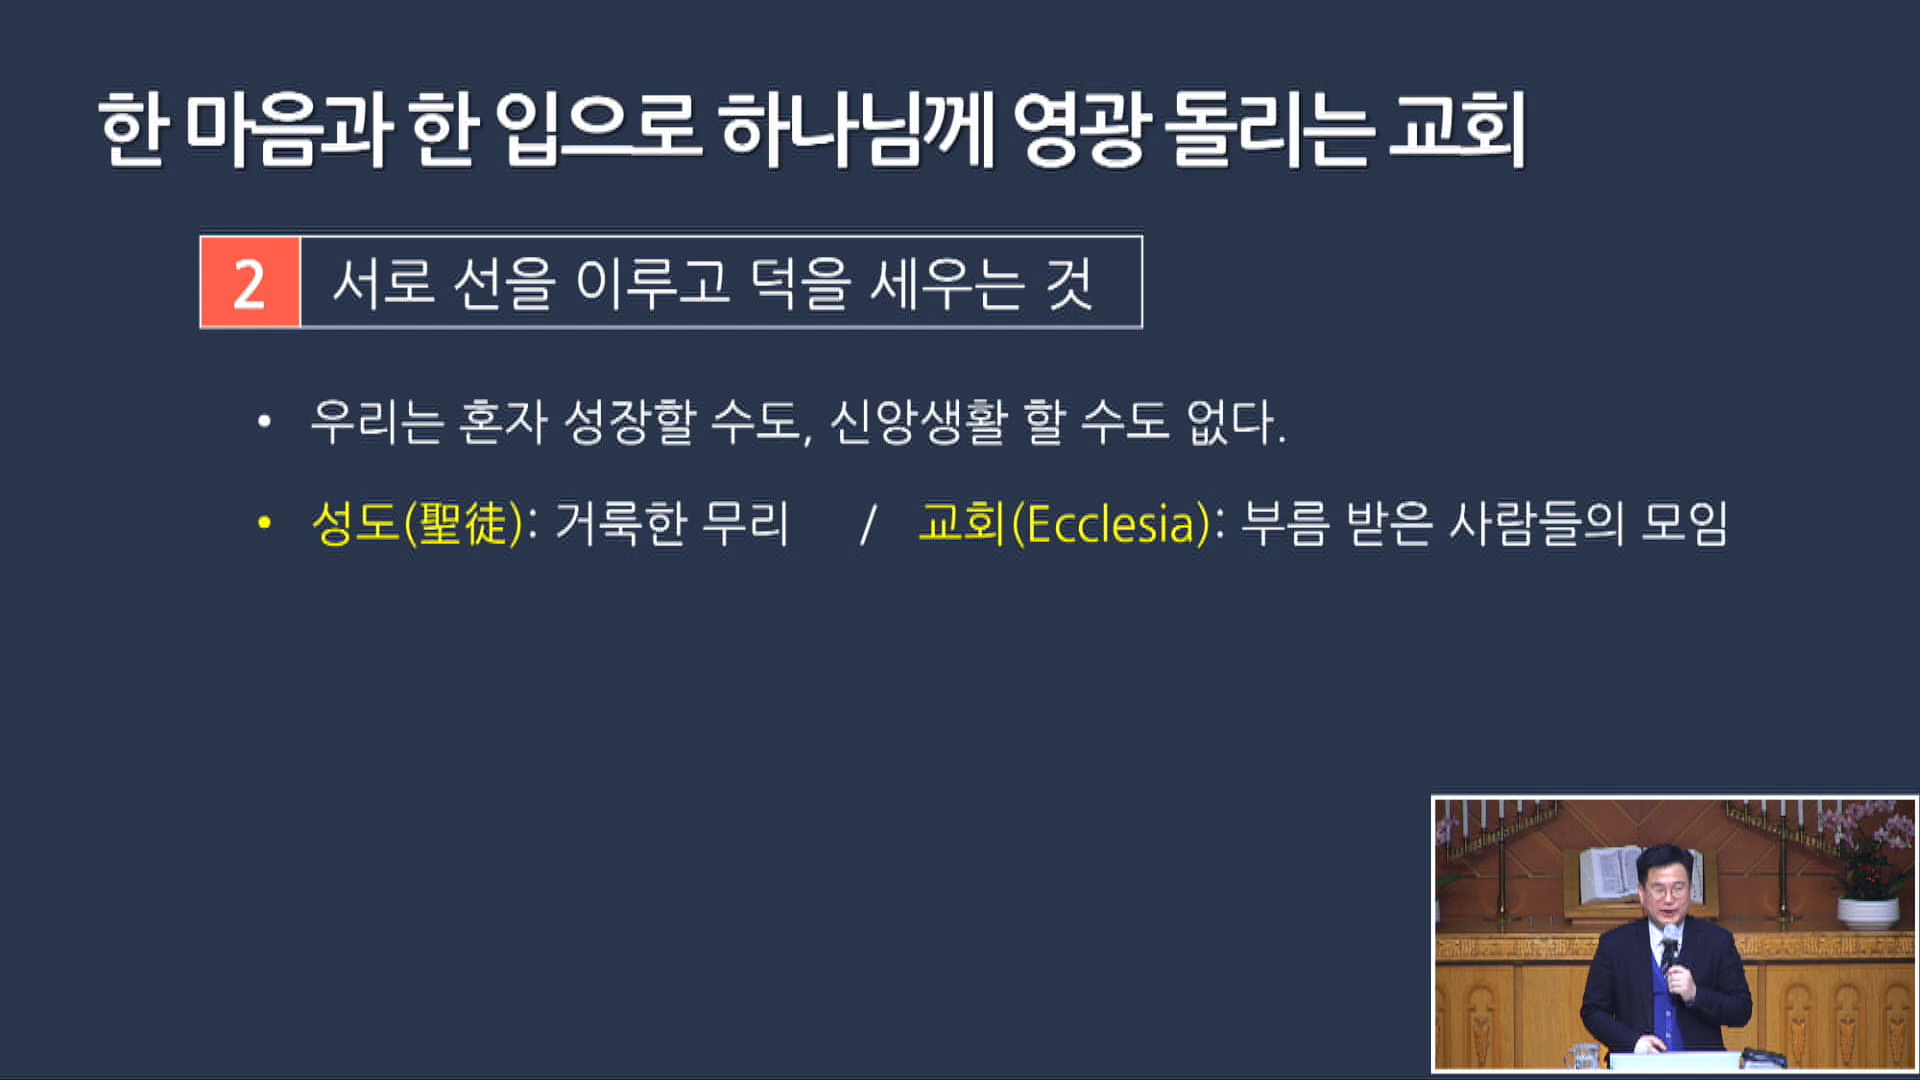 한 마음과 한 입으로 하나님께 영광 돌리는 교회
2 서로 선을 이루고 덕을 세우는 것
• 우리는 혼자 성장할 수도, 신앙생활 할 수도 없다.
• 성도(聖徒): 거룩한 무리 / 교회(Ecclesia): 부름 받은 사람들의 모임